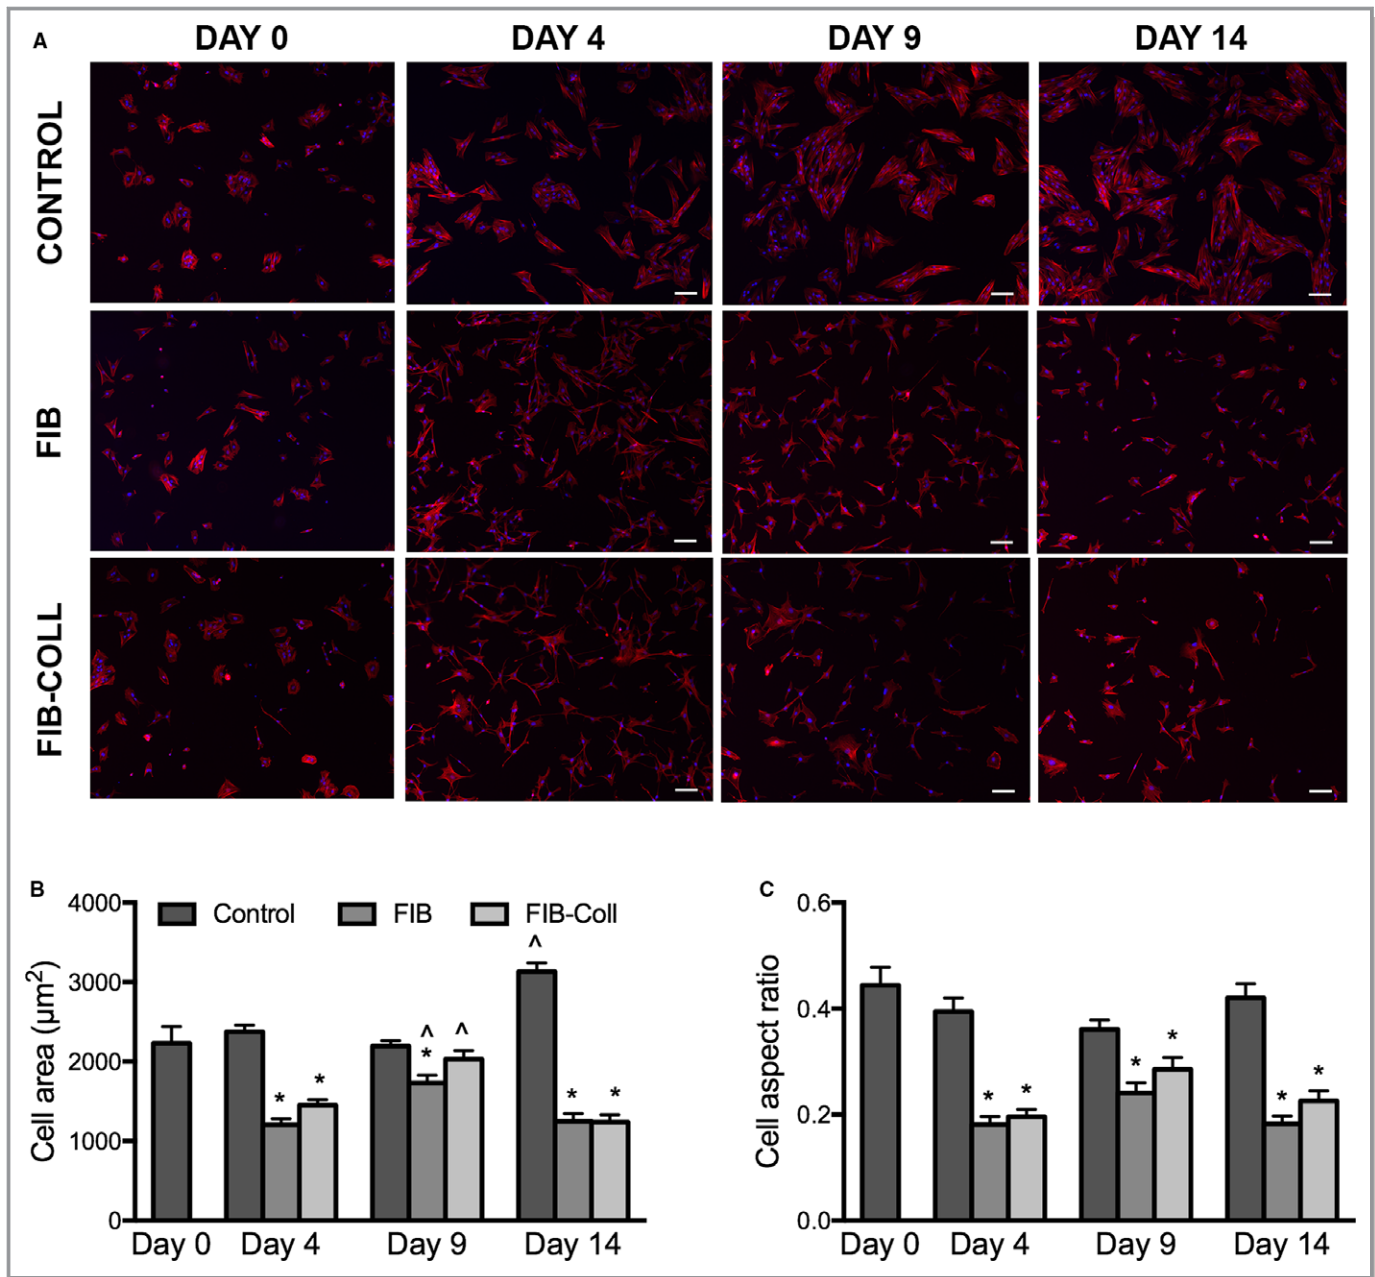 A
DAY 0 DAY 4 DAY 9 DAY 14
CONTROL
FIB
FIB-COLL
B
Cell area (µm²)
4000
3000
2000
1000
0
Control FIB FIB-Coll
* *
^ * ^
^ * *
Day 0 Day 4 Day 9 Day 14
C
Cell aspect ratio
0.6
0.4
0.2
0.0
* *
* *
* *
Day 0 Day 4 Day 9 Day 14